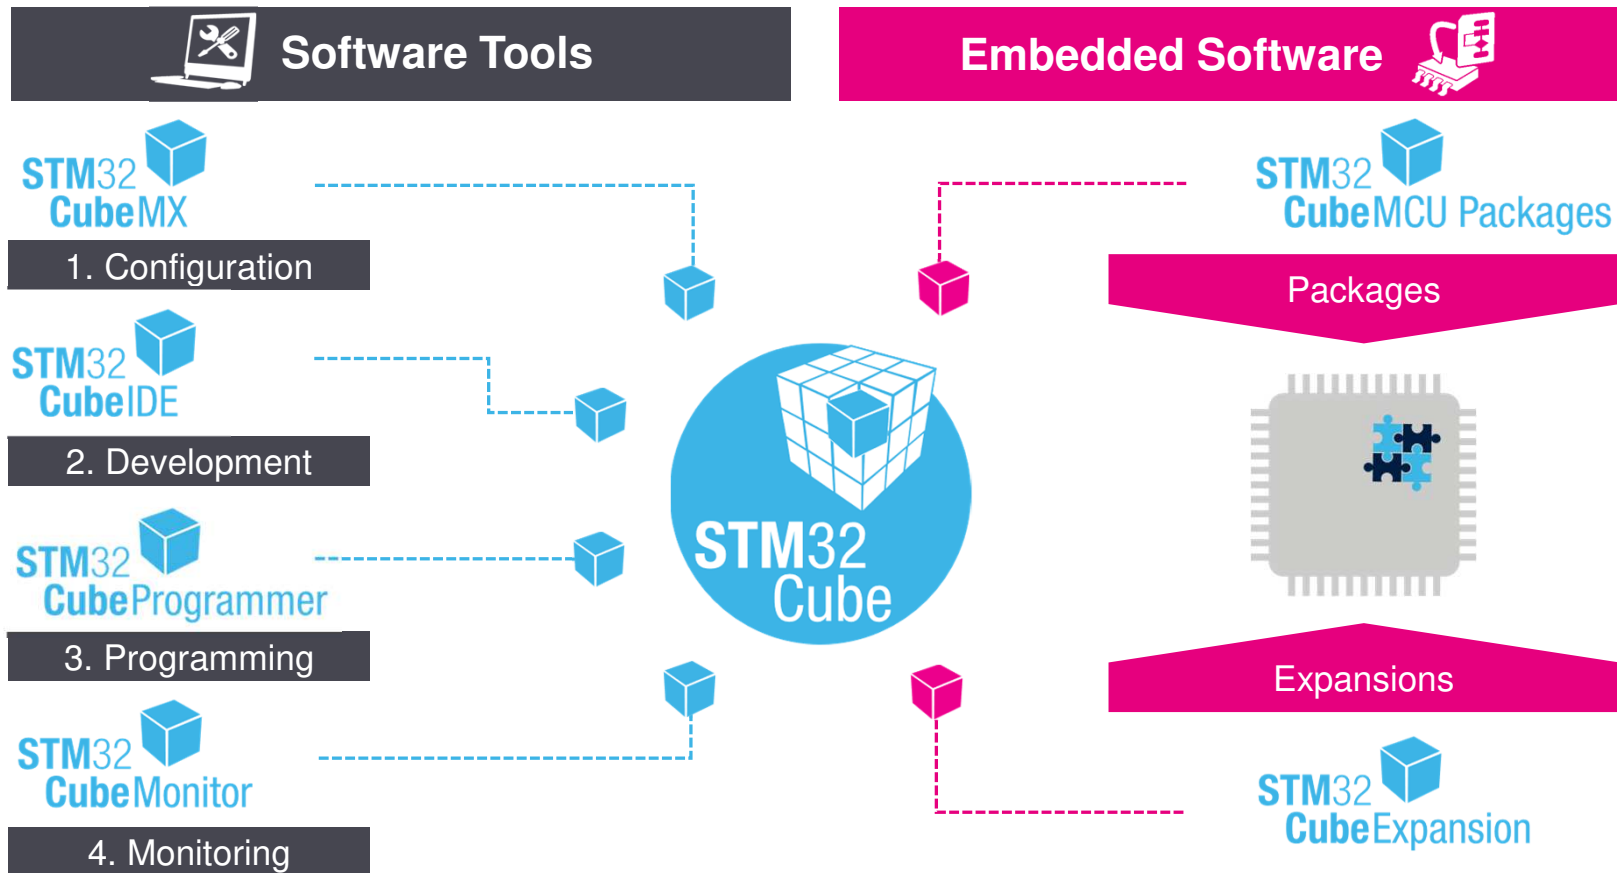 Software Tools
STM32
CubeMX
1. Configuration
STM32
CubeIDE
2. Development
STM32
CubeProgrammer
3. Programming
STM32
CubeMonitor
4. Monitoring
STM32
Cube
Embedded Software
STM32
CubeMCU Packages
Packages
Expansions
STM32
CubeExpansion